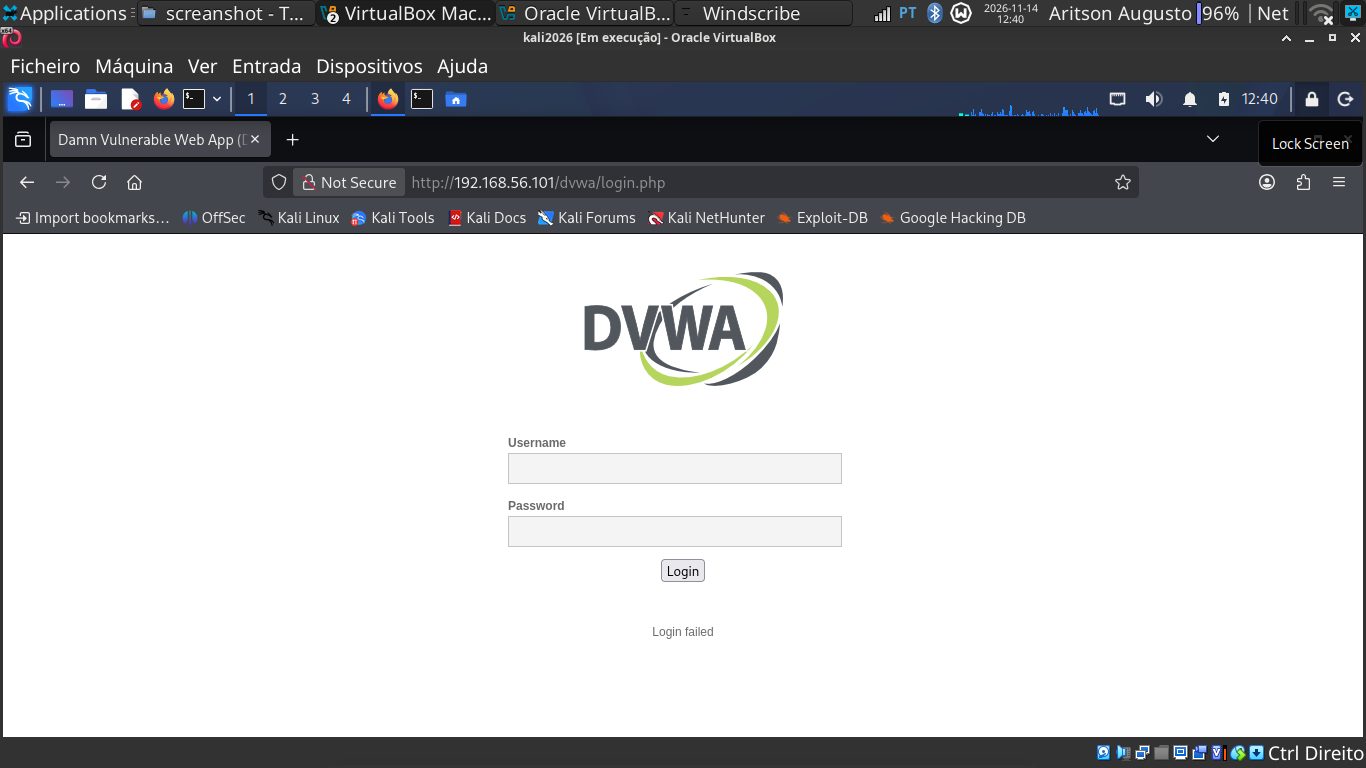 Applications screanshot - T... 2 VirtualBox Mac... Oracle VirtualB... Windscribe PT 2026-11-14 12:40 Aritson Augusto 96% Net
x64 kali2026 [Em execução] - Oracle VirtualBox
Ficheiro Máquina Ver Entrada Dispositivos Ajuda
1 2 3 4 12:40
Damn Vulnerable Web App (D
Lock Screen
Not Secure http://192.168.56.101/dvwa/login.php
Import bookmarks... OffSec Kali Linux Kali Tools Kali Docs Kali Forums Kali NetHunter Exploit-DB Google Hacking DB
DVWA
Username
Password
Login
Login failed
Ctrl Direito